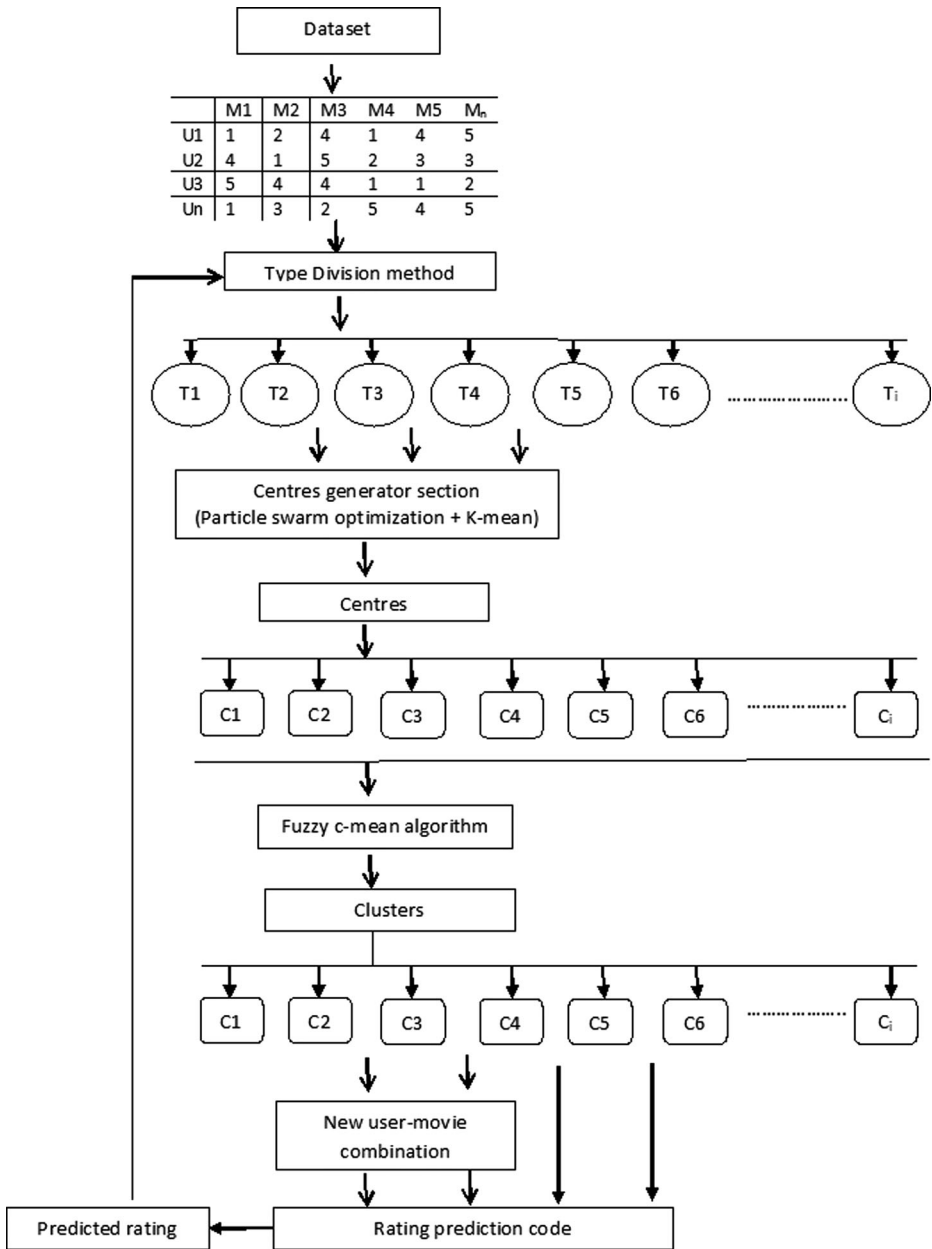 Dataset
M1 M2 M3 M4 M5 Mₙ
U1 1 2 4 1 4 5
U2 4 1 5 2 3 3
U3 5 4 4 1 1 2
Un 1 3 2 5 4 5
Type Division method
T1 T2 T3 T4 T5 T6 ........................ Tᵢ
Centres generator section
(Particle swarm optimization + K-mean)
Centres
C1 C2 C3 C4 C5 C6 ................... Cᵢ
Fuzzy c-mean algorithm
Clusters
C1 C2 C3 C4 C5 C6 ................... Cᵢ
New user-movie
combination
Predicted rating
Rating prediction code